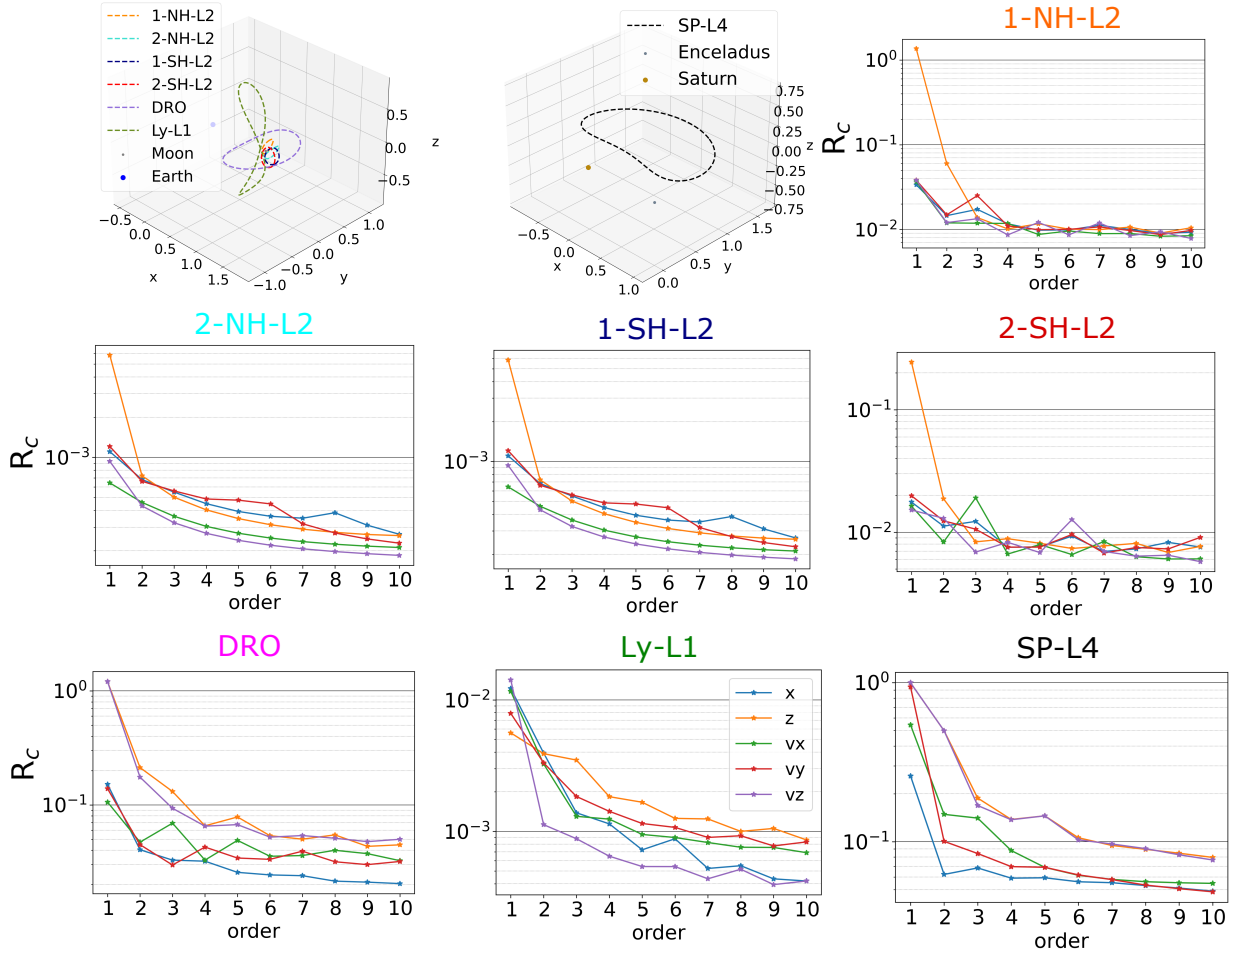 1-NH-L2
2-NH-L2
1-SH-L2
2-SH-L2
DRO
Ly-L1
Moon
Earth
0.5
0.0
−0.5
z
−0.5
0.0
0.5
1.0
1.5
x
−1.0
−0.5
0.0
0.5
1.0
y
SP-L4
Enceladus
Saturn
0.75
0.50
0.25
0.00
−0.25
−0.50
−0.75
z
−0.5
0.0
0.5
1.0
x
0.0
0.5
1.0
1.5
y
1-NH-L2
10⁰
10⁻¹
10⁻²
R_c
1 2 3 4 5 6 7 8 9 10
order
2-NH-L2
10⁻³
R_c
1 2 3 4 5 6 7 8 9 10
order
1-SH-L2
10⁻³
1 2 3 4 5 6 7 8 9 10
order
2-SH-L2
10⁻¹
10⁻²
1 2 3 4 5 6 7 8 9 10
order
DRO
10⁰
10⁻¹
R_c
1 2 3 4 5 6 7 8 9 10
order
Ly-L1
10⁻²
10⁻³
x
z
vx
vy
vz
1 2 3 4 5 6 7 8 9 10
order
SP-L4
10⁰
10⁻¹
1 2 3 4 5 6 7 8 9 10
order